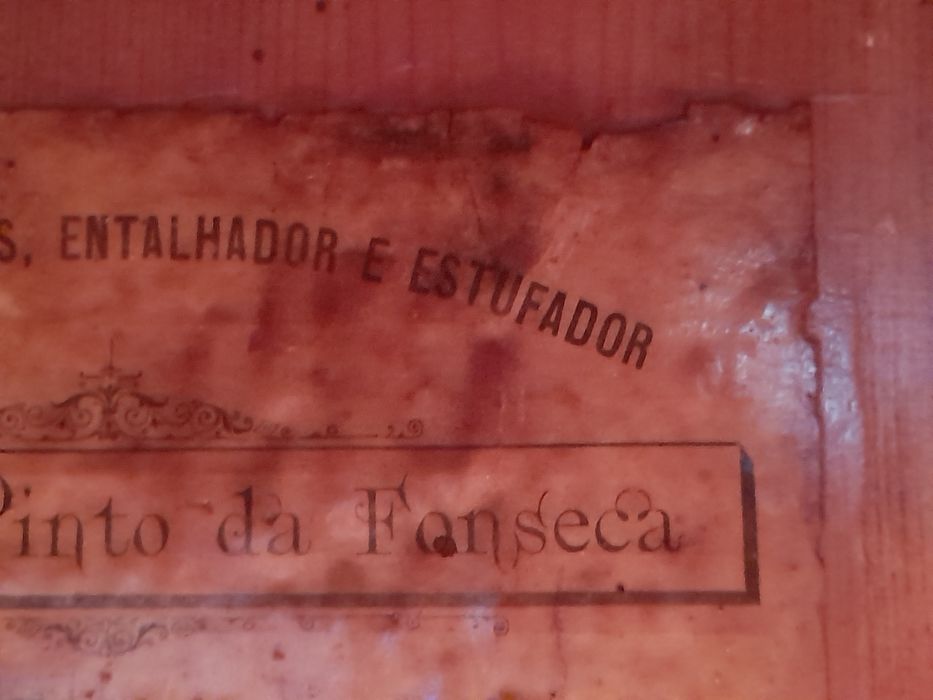 S, ENTALHADOR E ESTUFADOR
Pinto da Fonseca